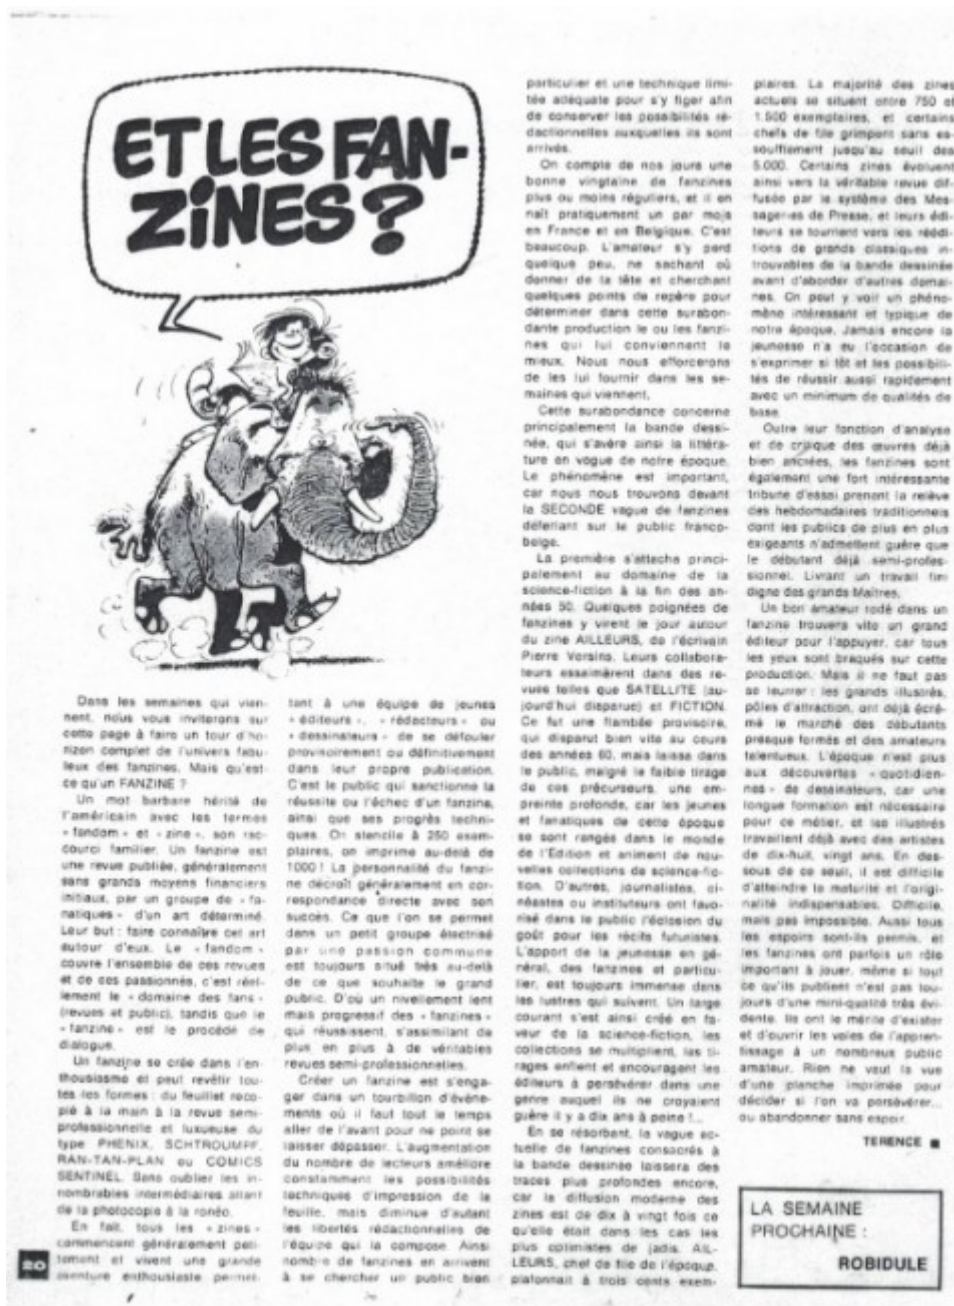 ET LES FAN-
ZINES ?
Dans les semaines qui vien-
nent, nous vous inviterons sur
cette page à faire un tour d'ho-
rizon complet de l'univers fabu-
leux des fanzines. Mais qu'est-
ce qu'un FANZINE ?
Un mot barbare hérité de
l'américain avec les termes
« fandom » et « zine », son rac-
courci familier. Un fanzine est
une revue publiée, généralement
sans grands moyens financiers
initiaux, par un groupe de « fa-
natiques » d'un art déterminé.
Leur but : faire connaître cet art
autour d'eux. Le « fandom »
couvre l'ensemble de ces revues
et de ces passionnés, c'est réel-
lement le « domaine des fans »
(revues et public), tandis que le
« fanzine » est le procédé de
dialogue.
Un fanzine se crée dans l'en-
thousiasme et peut revêtir tou-
tes les formes : du feuillet reco-
pié à la main à la revue semi-
professionnelle et luxueuse du
type PHENIX, SCHTROUMPF,
RAN-TAN-PLAN ou COMICS
SENTINEL. Sans oublier les in-
nombrables intermédiaires allant
de la photocopie à la ronéo.
En fait, tous les « zines »
commencent généralement peti-
tement et vivent une grande
aventure enthousiaste permet-
tant à une équipe de jeunes
« éditeurs », « rédacteurs » ou
« dessinateurs » de se défouler
provisoirement ou définitivement
dans leur propre publication.
C'est le public qui sanctionne la
réussite ou l'échec d'un fanzine,
ainsi que ses progrès techni-
ques. On stencile à 250 exem-
plaires, on imprime au-delà de
1000 ! La personnalité du fanzi-
ne décroît généralement en cor-
respondance directe avec son
succès. Ce que l'on se permet
dans un petit groupe électrisé
par une passion commune
est toujours situé très au-delà
de ce que souhaite le grand
public. D'où un nivellement lent
mais progressif des « fanzines »
qui réussissent, s'assimilant de
plus en plus à de véritables
revues semi-professionnelles.
Créer un fanzine est s'enga-
ger dans un tourbillon d'événe-
ments où il faut tout le temps
aller de l'avant pour ne point se
laisser dépasser. L'augmentation
du nombre de lecteurs améliore
constamment les possibilités
techniques d'impression de la
feuille, mais diminue d'autant
les libertés rédactionnelles de
l'équipe qui la compose. Ainsi
nombre de fanzines en arrivent
à se chercher un public bien
particulier et une technique limi-
tée adéquate pour s'y figer afin
de conserver les possibilités ré-
dactionnelles auxquelles ils sont
arrivés.
On compte de nos jours une
bonne vingtaine de fanzines
plus ou moins réguliers, et il en
naît pratiquement un par mois
en France et en Belgique. C'est
beaucoup. L'amateur s'y perd
quelque peu, ne sachant où
donner de la tête et cherchant
quelques points de repère pour
déterminer dans cette surabon-
dante production le ou les fanzi-
nes qui lui conviennent le
mieux. Nous nous efforcerons
de les lui fournir dans les se-
maines qui viennent.
Cette surabondance concerne
principalement la bande dessi-
née, qui s'avère ainsi la littéra-
ture en vogue de notre époque.
Le phénomène est important,
car nous nous trouvons devant
la SECONDE vague de fanzines
déferlant sur le public franco-
belge.
La première s'attacha princi-
palement au domaine de la
science-fiction à la fin des an-
nées 50. Quelques poignées de
fanzines y virent le jour autour
du zine AILLEURS, de l'écrivain
Pierre Versins. Leurs collabora-
teurs essaimèrent dans des re-
vues telles que SATELLITE (au-
jourd'hui disparue) et FICTION.
Ce fut une flambée provisoire,
qui disparut bien vite au cours
des années 60, mais laissa dans
le public, malgré le faible tirage
de ces précurseurs, une em-
preinte profonde, car les jeunes
et fanatiques de cette époque
se sont rangés dans le monde
de l'Edition et animent de nou-
velles collections de science-fic-
tion. D'autres, journalistes, ci-
néastes ou instituteurs ont favo-
risé dans le public l'éclosion du
goût pour les récits futuristes.
L'apport de la jeunesse en gé-
néral, des fanzines et particu-
lier, est toujours immense dans
les lustres qui suivent. Un large
courant s'est ainsi créé en fa-
veur de la science-fiction, les
collections se multiplient, les ti-
rages enflent et encouragent les
éditeurs à persévérer dans une
genre auquel ils ne croyaient
guère il y a dix ans à peine !...
En se résorbant, la vague ac-
tuelle de fanzines consacrés à
la bande dessinée laissera des
traces plus profondes encore,
car la diffusion moderne des
zines est de dix à vingt fois ce
qu'elle était dans les cas les
plus optimistes de jadis. AIL-
LEURS, chef de file de l'époque,
plafonnait à trois cents exem-
plaires. La majorité des zines
actuels se situent entre 750 et
1.500 exemplaires, et certains
chefs de file grimpent sans es-
soufflement jusqu'au seuil des
5.000. Certains zines évoluent
ainsi vers la véritable revue dif-
fusée par le système des Mes-
sageries de Presse, et leurs édi-
teurs se tournent vers les réédi-
tions de grands classiques in-
trouvables de la bande dessinée
avant d'aborder d'autres domai-
nes. On peut y voir un phéno-
mène intéressant et typique de
notre époque. Jamais encore la
jeunesse n'a eu l'occasion de
s'exprimer si tôt et les possibili-
tés de réussir aussi rapidement
avec un minimum de qualités de
base.
Outre leur fonction d'analyse
et de critique des œuvres déjà
bien ancrées, les fanzines sont
également une fort intéressante
tribune d'essai prenant la relève
des hebdomadaires traditionnels
dont les publics de plus en plus
exigeants n'admettent guère que
le débutant déjà semi-profes-
sionnel. Livrant un travail fini
digne des grands Maîtres.
Un bon amateur rodé dans un
fanzine trouvera vite un grand
éditeur pour l'appuyer, car tous
les yeux sont braqués sur cette
production. Mais il ne faut pas
se leurrer : les grands illustrés,
pôles d'attraction, ont déjà écré-
mé le marché des débutants
presque formés et des amateurs
talentueux. L'époque n'est plus
aux découvertes « quotidien-
nes » de dessinateurs, car une
longue formation est nécessaire
pour ce métier, et les illustrés
travaillent déjà avec des artistes
de dix-huit, vingt ans. En des-
sous de ce seuil, il est difficile
d'atteindre la maturité et l'origi-
nalité indispensables. Difficile,
mais pas impossible. Aussi tous
les espoirs sont-ils permis, et
les fanzines ont parfois un rôle
important à jouer, même si tout
ce qu'ils publient n'est pas tou-
jours d'une mini-qualité très évi-
dente. Ils ont le mérite d'exister
et d'ouvrir les voies de l'appren-
tissage à un nombreux public
amateur. Rien ne vaut la vue
d'une planche imprimée pour
décider si l'on va persévérer...
ou abandonner sans espoir.
TERENCE ■
LA SEMAINE
PROCHAINE :
ROBIDULE
20